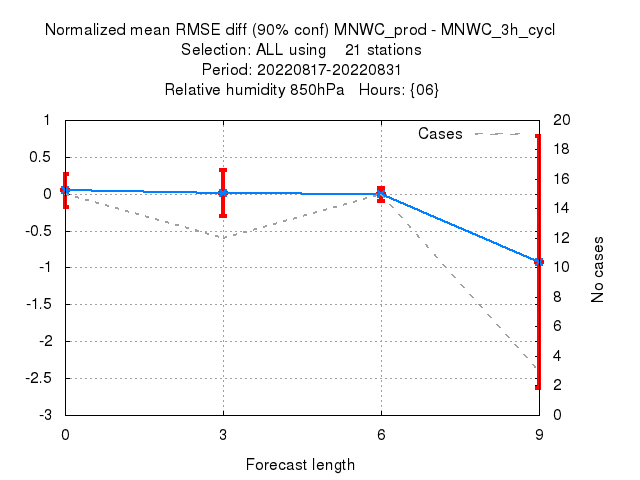 Normalized mean RMSE diff (90% conf) MNWC_prod - MNWC_3h_cycl
Selection: ALL using    21 stations
Period: 20220817-20220831
Relative humidity 850hPa   Hours: {06}
Cases
1
0.5
0
-0.5
-1
-1.5
-2
-2.5
-3
20
18
16
14
12
10
8
6
4
2
0
No cases
0 3 6 9
Forecast length